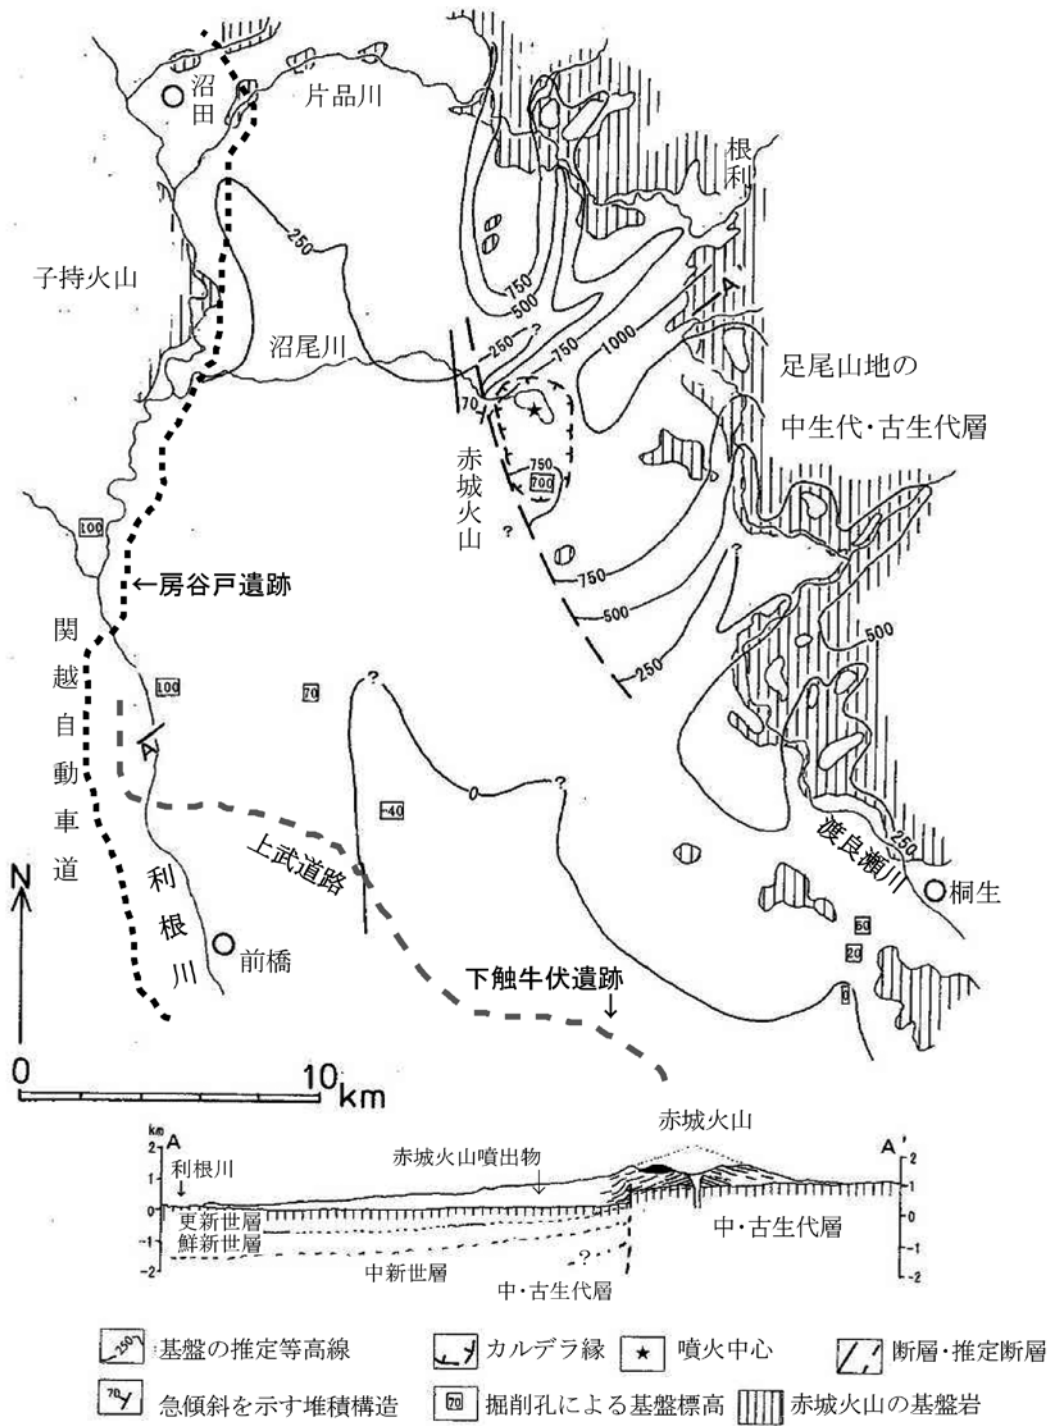 沼田
片品川
根利
250
子持火山
750
500
A'
沼尾川
250
?
750
1000
足尾山地の
中生代・古生代層
70
赤城火山
750
700
?
100
←房谷戸遺跡
750
500
250
?
500
関越自動車道
100
70
?
A
0
?
-40
上武道路
250
渡良瀬川
桐生
N
利根川
前橋
60
20
0
下触牛伏遺跡
↓
0 10 km
赤城火山
km
2
1
0
-1
-2
A
利根川
赤城火山噴出物
A'
2
1
0
-1
-2
更新世層
鮮新世層
中新世層
?
中・古生代層
中・古生代層
250 基盤の推定等高線
カルデラ縁
★ 噴火中心
断層・推定断層
70 急傾斜を示す堆積構造
70 掘削孔による基盤標高
赤城火山の基盤岩